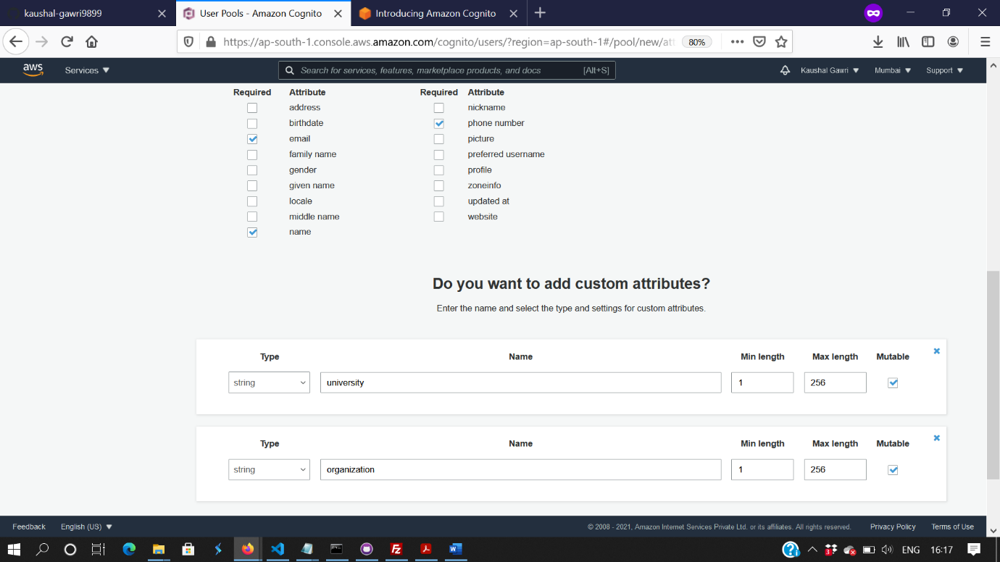 kaushal-gawri9899
User Pools - Amazon Cognito
Introducing Amazon Cognito
https://ap-south-1.console.aws.amazon.com/cognito/users/?region=ap-south-1#/pool/new/att
80%
aws
Services
Search for services, features, marketplace products, and docs
[Alt+S]
Kaushal Gawri
Mumbai
Support
Required Attribute Required Attribute
address nickname
birthdate phone number
email picture
family name preferred username
gender profile
given name zoneinfo
locale updated at
middle name website
name
Do you want to add custom attributes?
Enter the name and select the type and settings for custom attributes.
Type Name Min length Max length Mutable
string university 1 256
Type Name Min length Max length Mutable
string organization 1 256
Feedback English (US) © 2008 - 2021, Amazon Internet Services Private Ltd. or its affiliates. All rights reserved. Privacy Policy Terms of Use
3 ENG 16:17